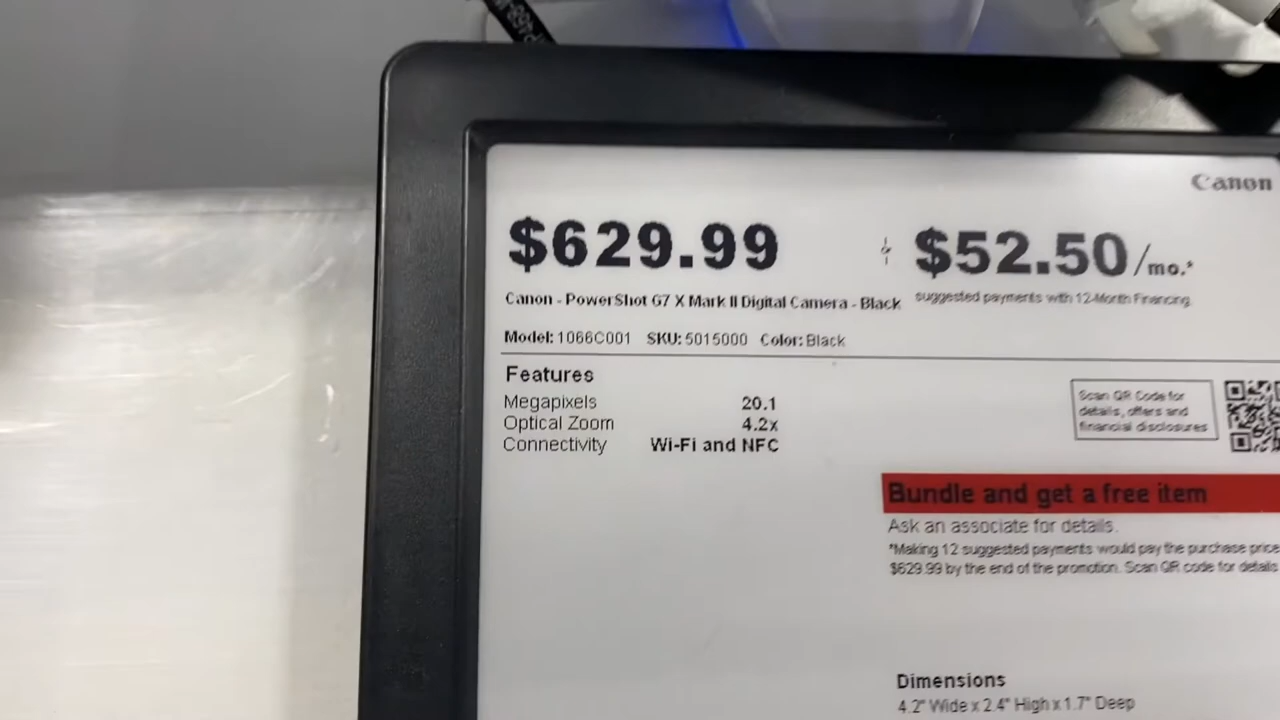 Canon
$629.99
or
$52.50/mo.*
Canon - PowerShot G7 X Mark II Digital Camera - Black
suggested payments with 12-Month Financing
Model: 1066C001 SKU: 5015000 Color: Black
Features
Megapixels 20.1
Optical Zoom 4.2x
Connectivity Wi-Fi and NFC
Scan QR Code for
details, offers and
financial disclosures
Bundle and get a free item
Ask an associate for details.
*Making 12 suggested payments would pay the purchase price
$629.99 by the end of the promotion. Scan QR code for details
Dimensions
4.2" Wide x 2.4" High x 1.7" Deep